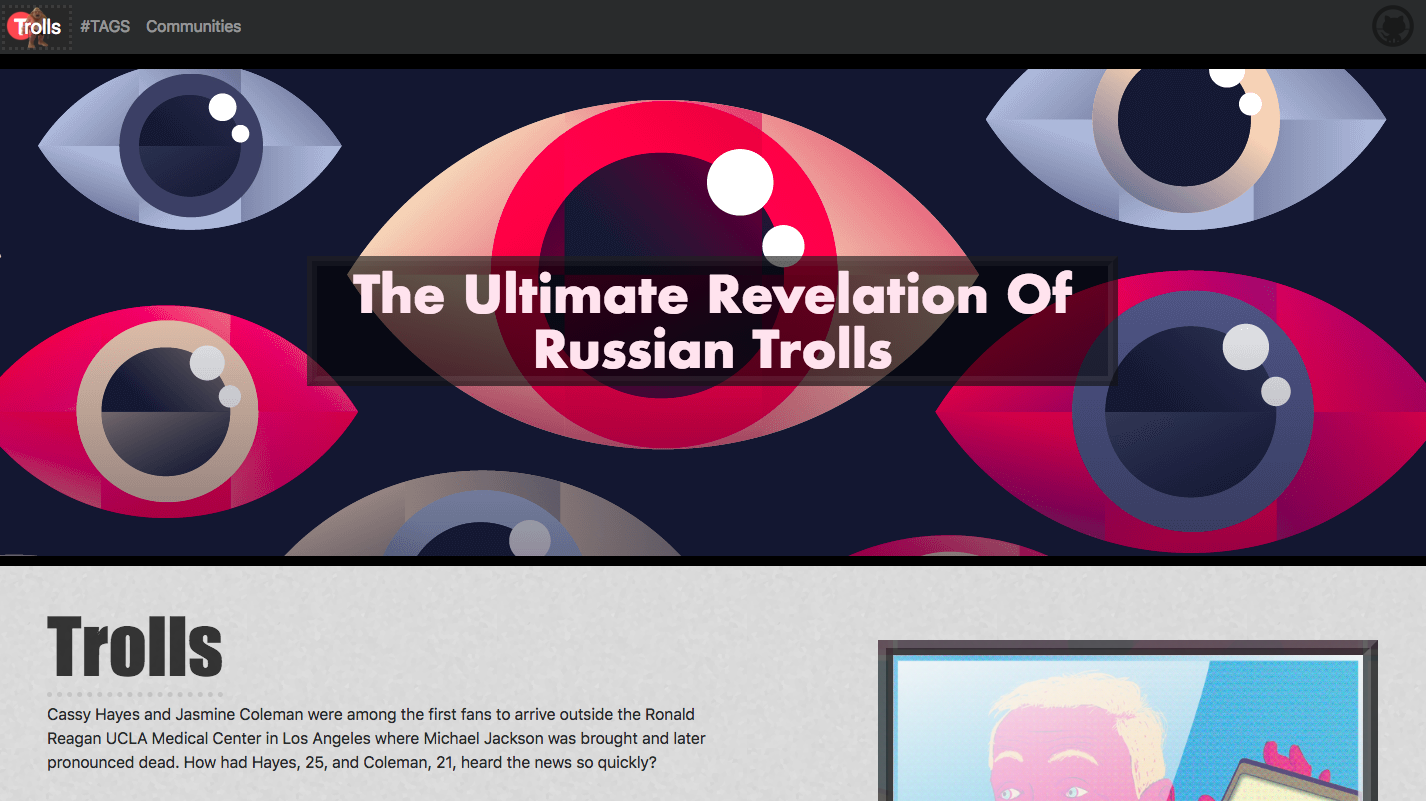 Trolls
#TAGS
Communities
The Ultimate Revelation Of
Russian Trolls
Trolls
Cassy Hayes and Jasmine Coleman were among the first fans to arrive outside the Ronald
Reagan UCLA Medical Center in Los Angeles where Michael Jackson was brought and later
pronounced dead. How had Hayes, 25, and Coleman, 21, heard the news so quickly?